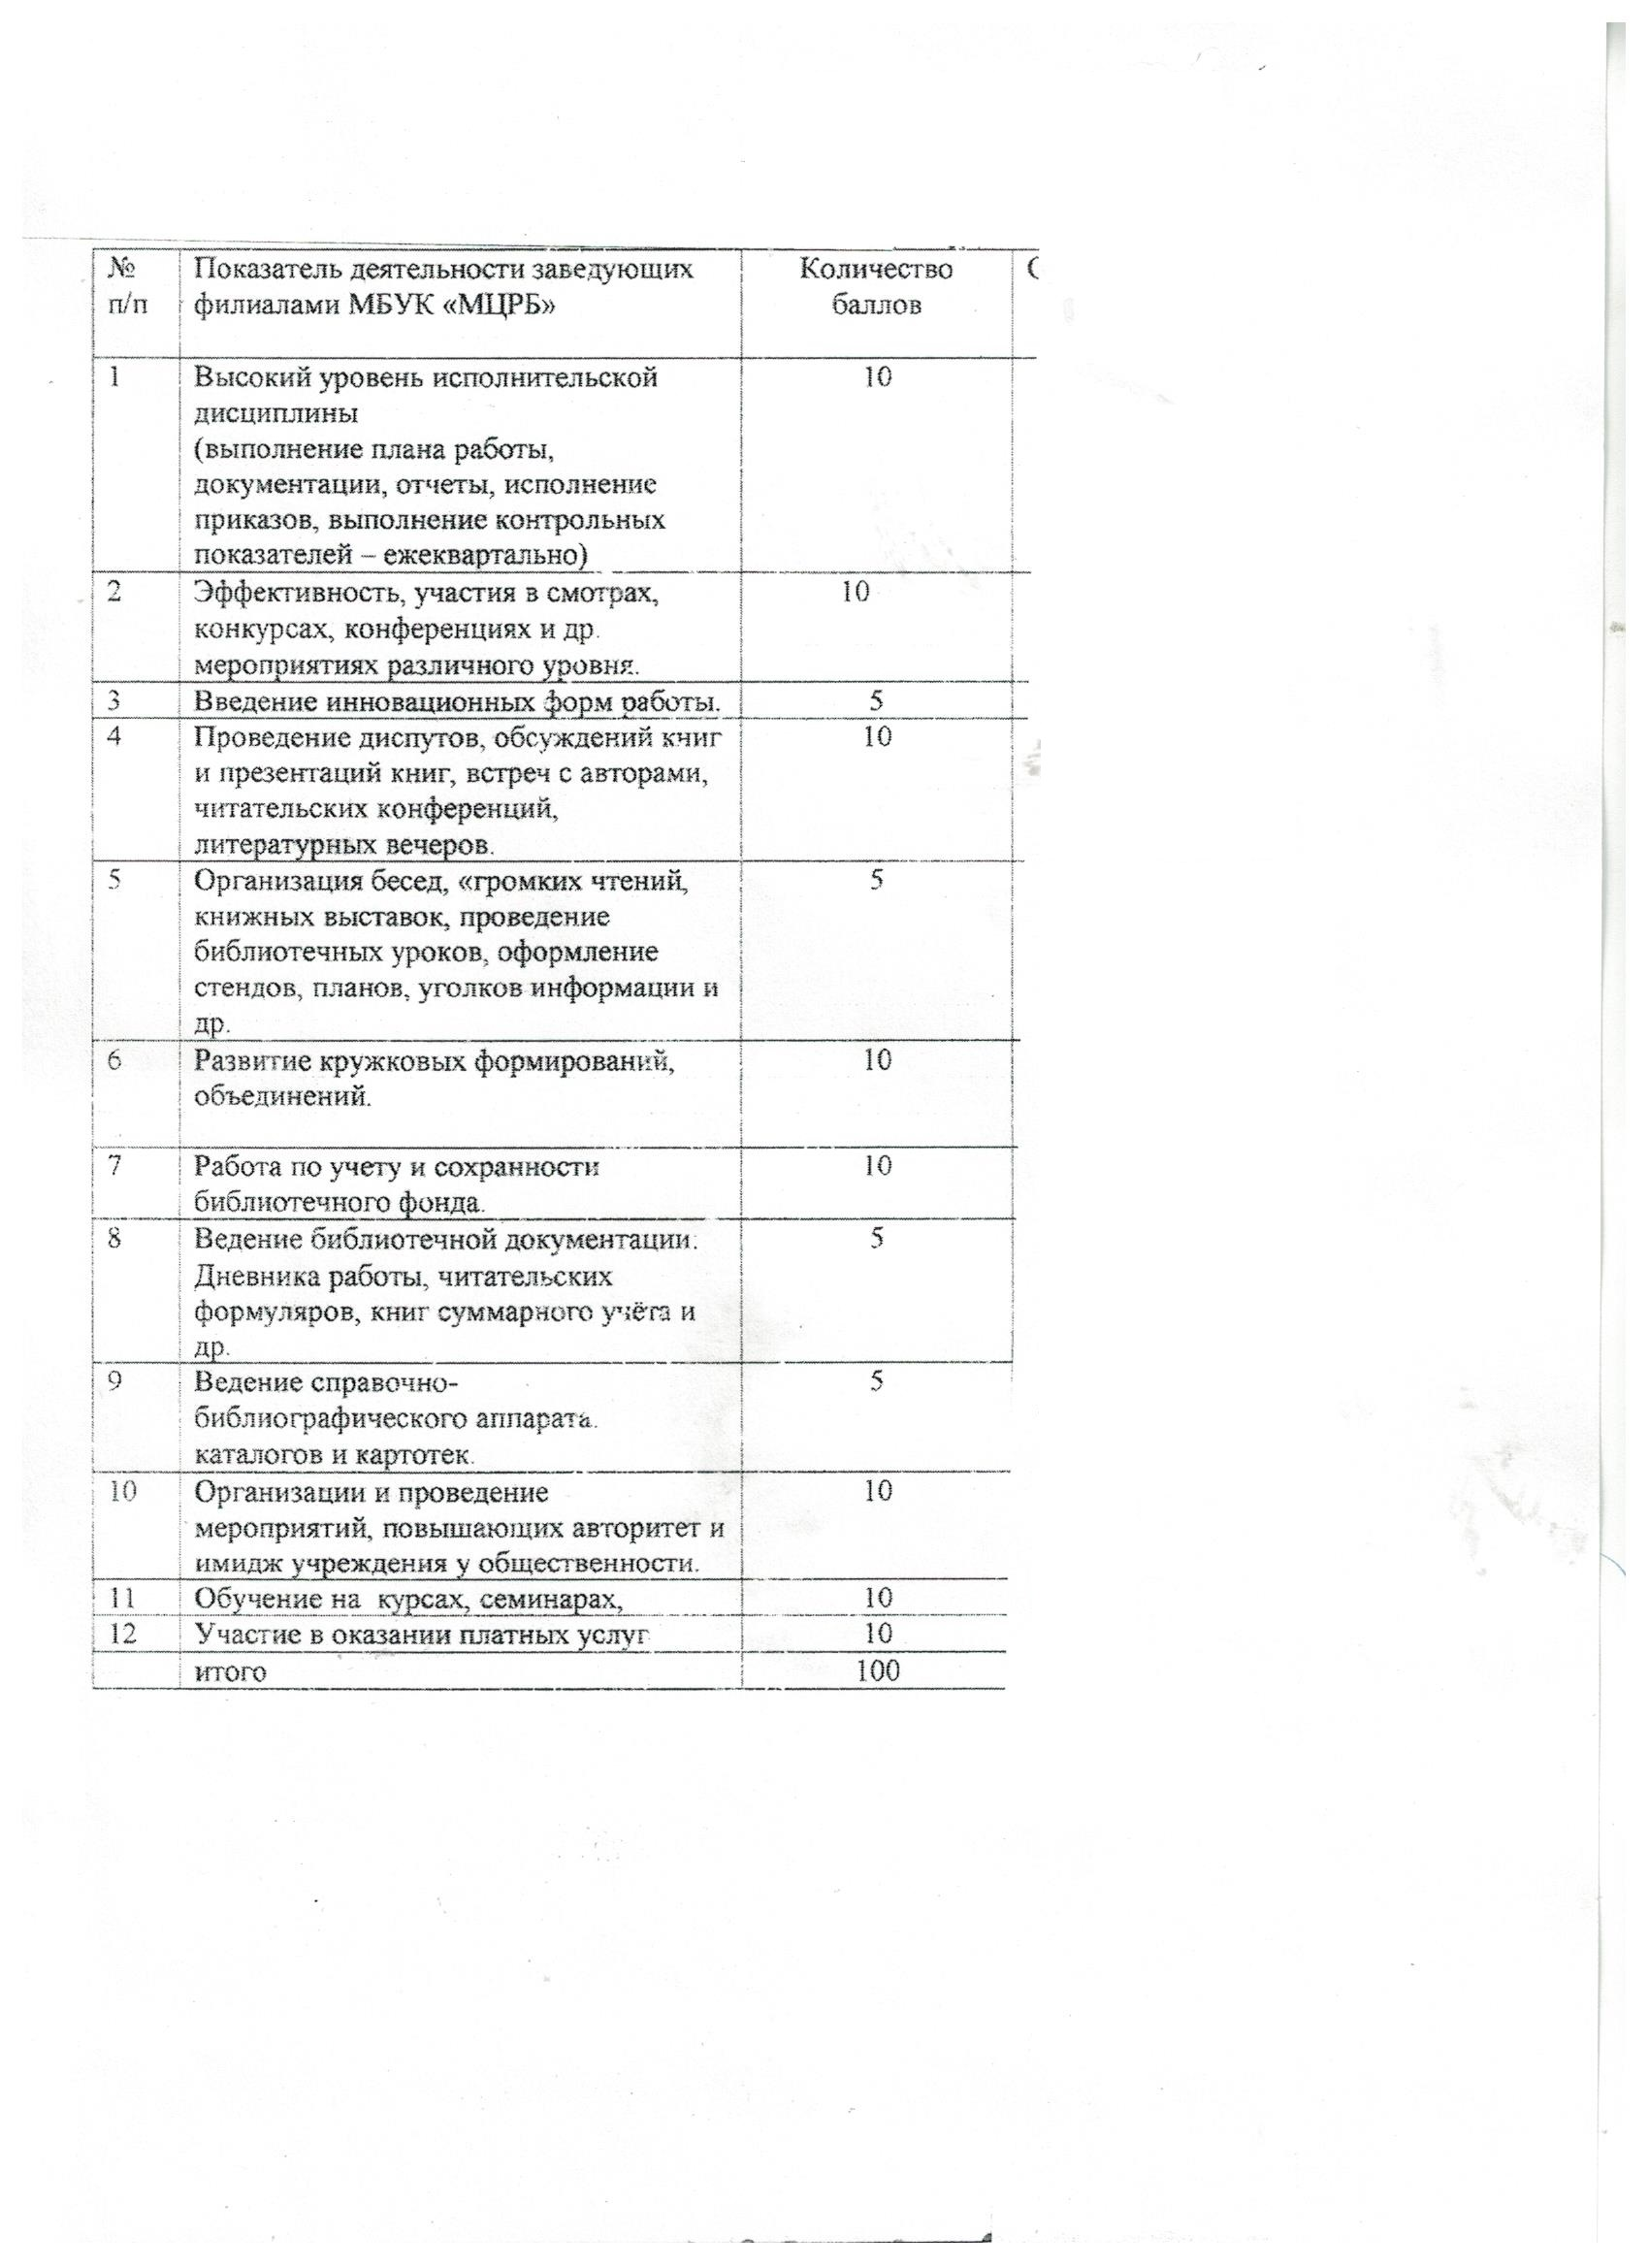 № Показатель деятельности заведующих Количество
п/п филиалами МБУК «МЦРБ» баллов
1 Высокий уровень исполнительской 10
дисциплины
(выполнение плана работы,
документации, отчеты, исполнение
приказов, выполнение контрольных
показателей – ежеквартально)
2 Эффективность, участия в смотрах, 10
конкурсах, конференциях и др.
мероприятиях различного уровня.
3 Введение инновационных форм работы. 5
4 Проведение диспутов, обсуждений книг 10
и презентаций книг, встреч с авторами,
читательских конференций,
литературных вечеров.
5 Организация бесед, «громких чтений, 5
книжных выставок, проведение
библиотечных уроков, оформление
стендов, планов, уголков информации и
др.
6 Развитие кружковых формирований, 10
объединений.
7 Работа по учету и сохранности 10
библиотечного фонда.
8 Ведение библиотечной документации. 5
Дневника работы, читательских
формуляров, книг суммарного учёта и
др.
9 Ведение справочно- 5
библиографического аппарата.
каталогов и картотек.
10 Организации и проведение 10
мероприятий, повышающих авторитет и
имидж учреждения у общественности.
11 Обучение на курсах, семинарах, 10
12 Участие в оказании платных услуг 10
итого 100